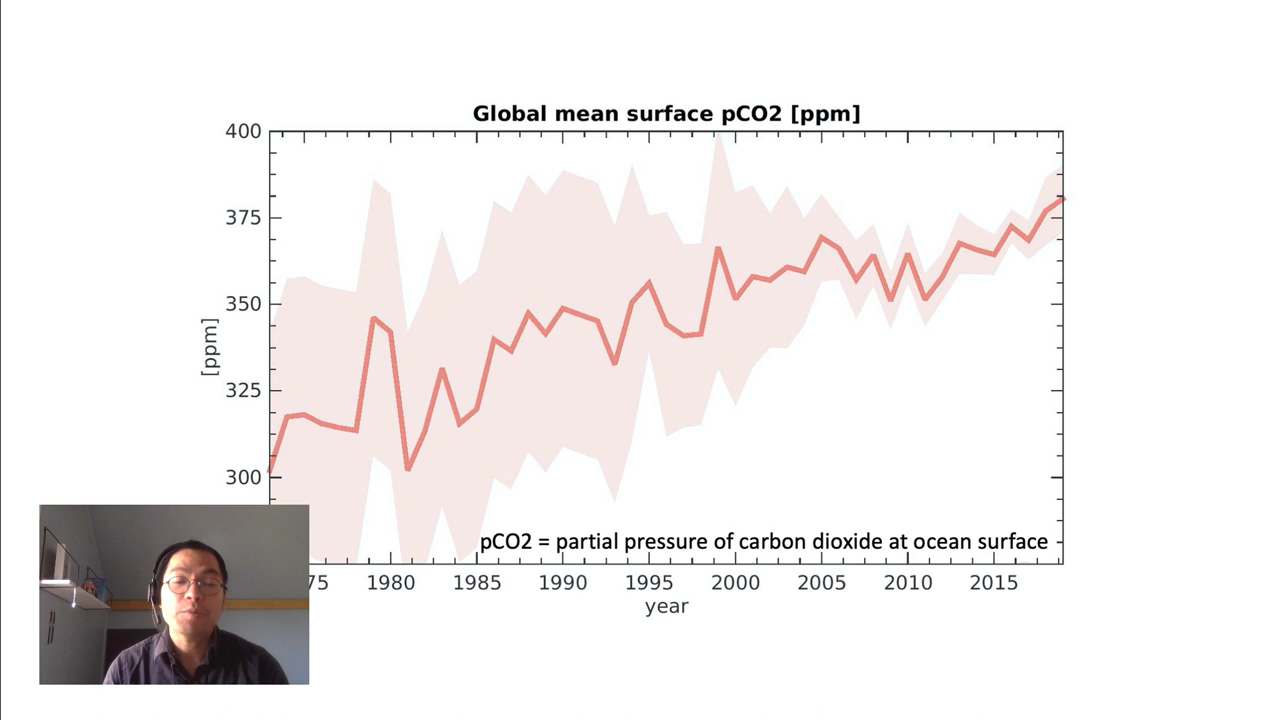 Global mean surface pCO2 [ppm]
400
375
350
325
300
[ppm]
pCO2 = partial pressure of carbon dioxide at ocean surface
75 1980 1985 1990 1995 2000 2005 2010 2015
year